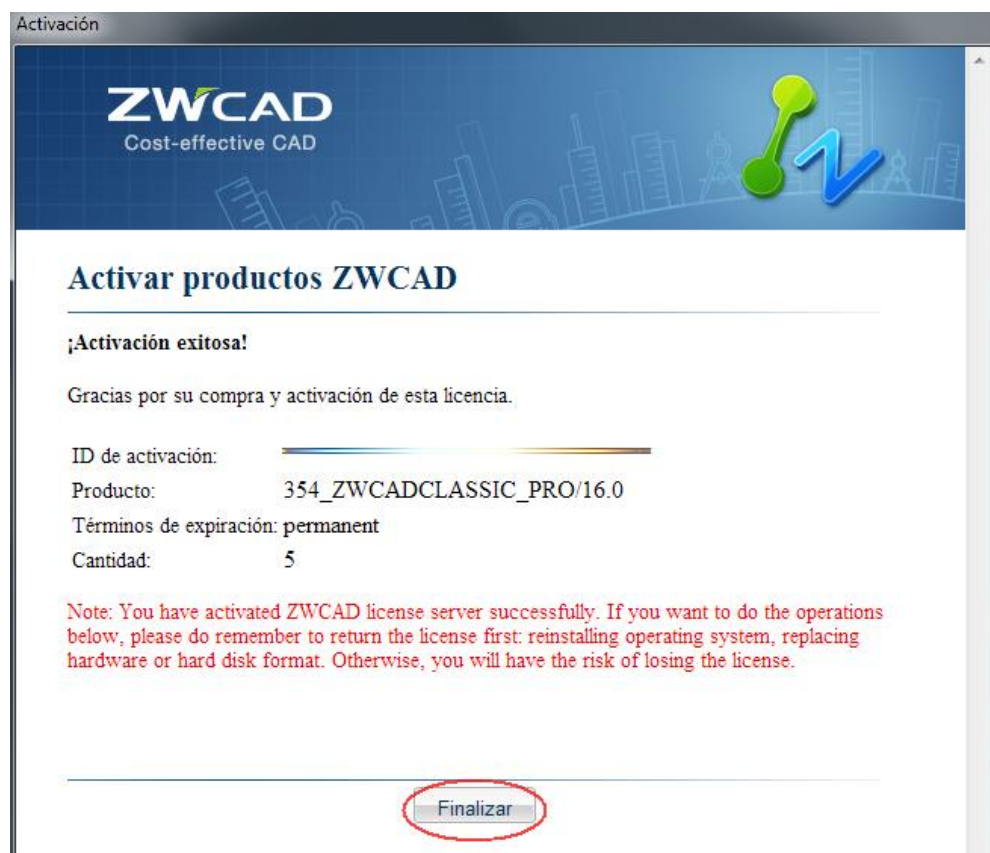 Activación
ZWCAD
Cost-effective CAD
Activar productos ZWCAD
¡Activación exitosa!
Gracias por su compra y activación de esta licencia.
ID de activación:
Producto: 354_ZWCADCLASSIC_PRO/16.0
Términos de expiración: permanent
Cantidad: 5
Note: You have activated ZWCAD license server successfully. If you want to do the operations
below, please do remember to return the license first: reinstalling operating system, replacing
hardware or hard disk format. Otherwise, you will have the risk of losing the license.
Finalizar